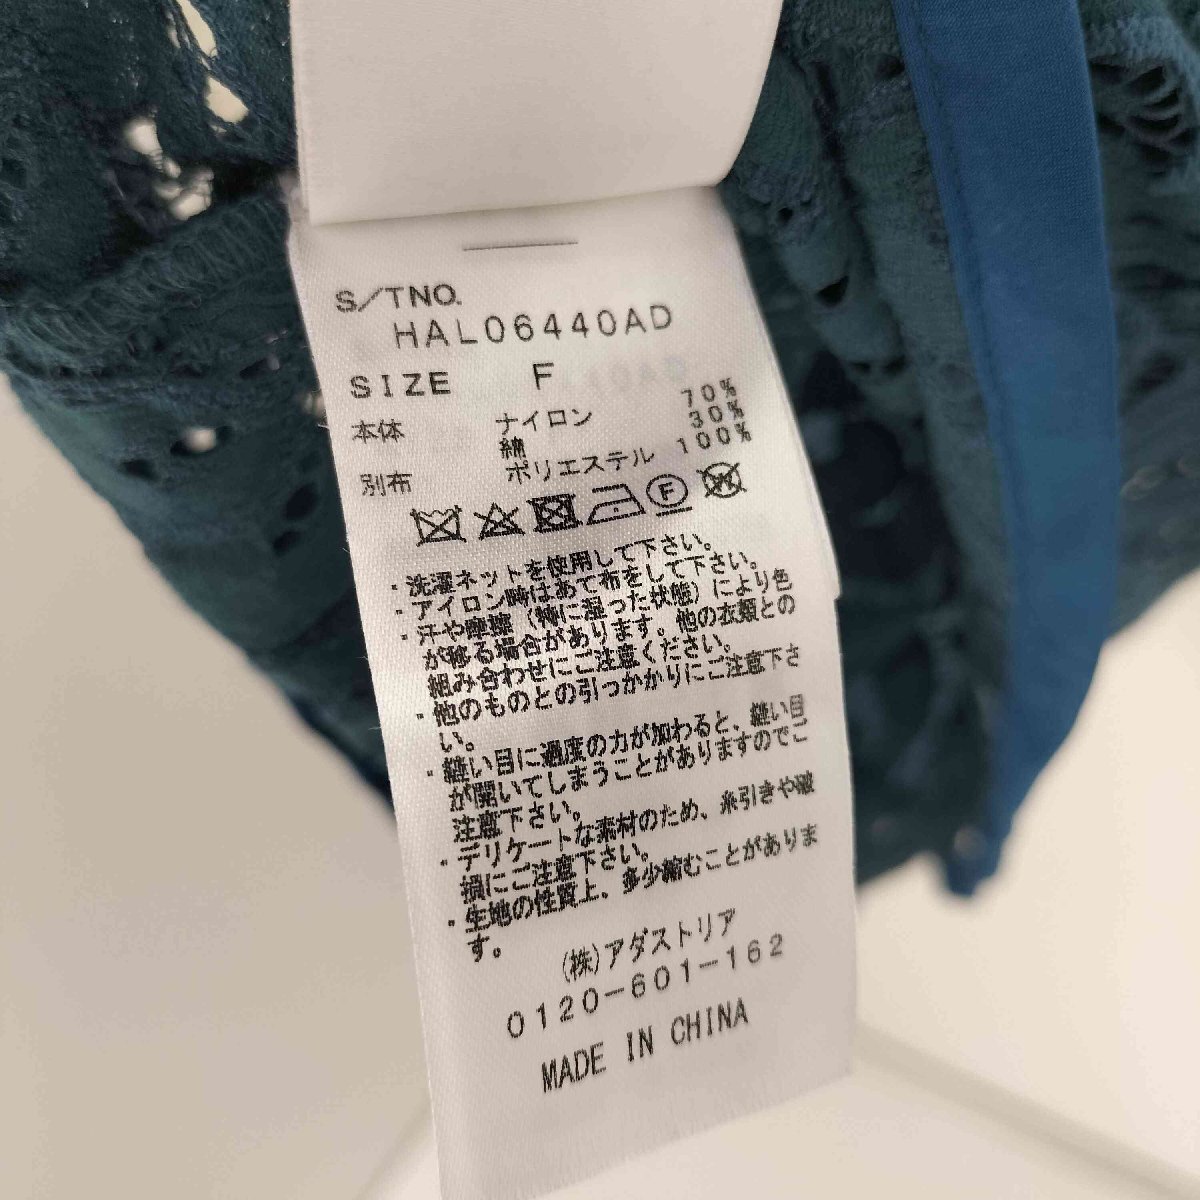 S/TNO.
HAL06440AD
SIZE F
本体 ナイロン 70%
綿 30%
別布 ポリエステル 100%
・洗濯ネットを使用して下さい。
・アイロン時はあて布をして下さい。
・汗や摩擦（特に湿った状態）により色
が移る場合があります。他の衣類との
組み合わせにご注意ください。
・他のものとの引っかかりにご注意下さ
い。
・縫い目に過度の力が加わると、縫い目
が開いてしまうことがありますのでご
注意下さい。
・デリケートな素材のため、糸引きや破
損にご注意下さい。
・生地の性質上、多少縮むことがありま
す。
(株)アダストリア
0120-601-162
MADE IN CHINA